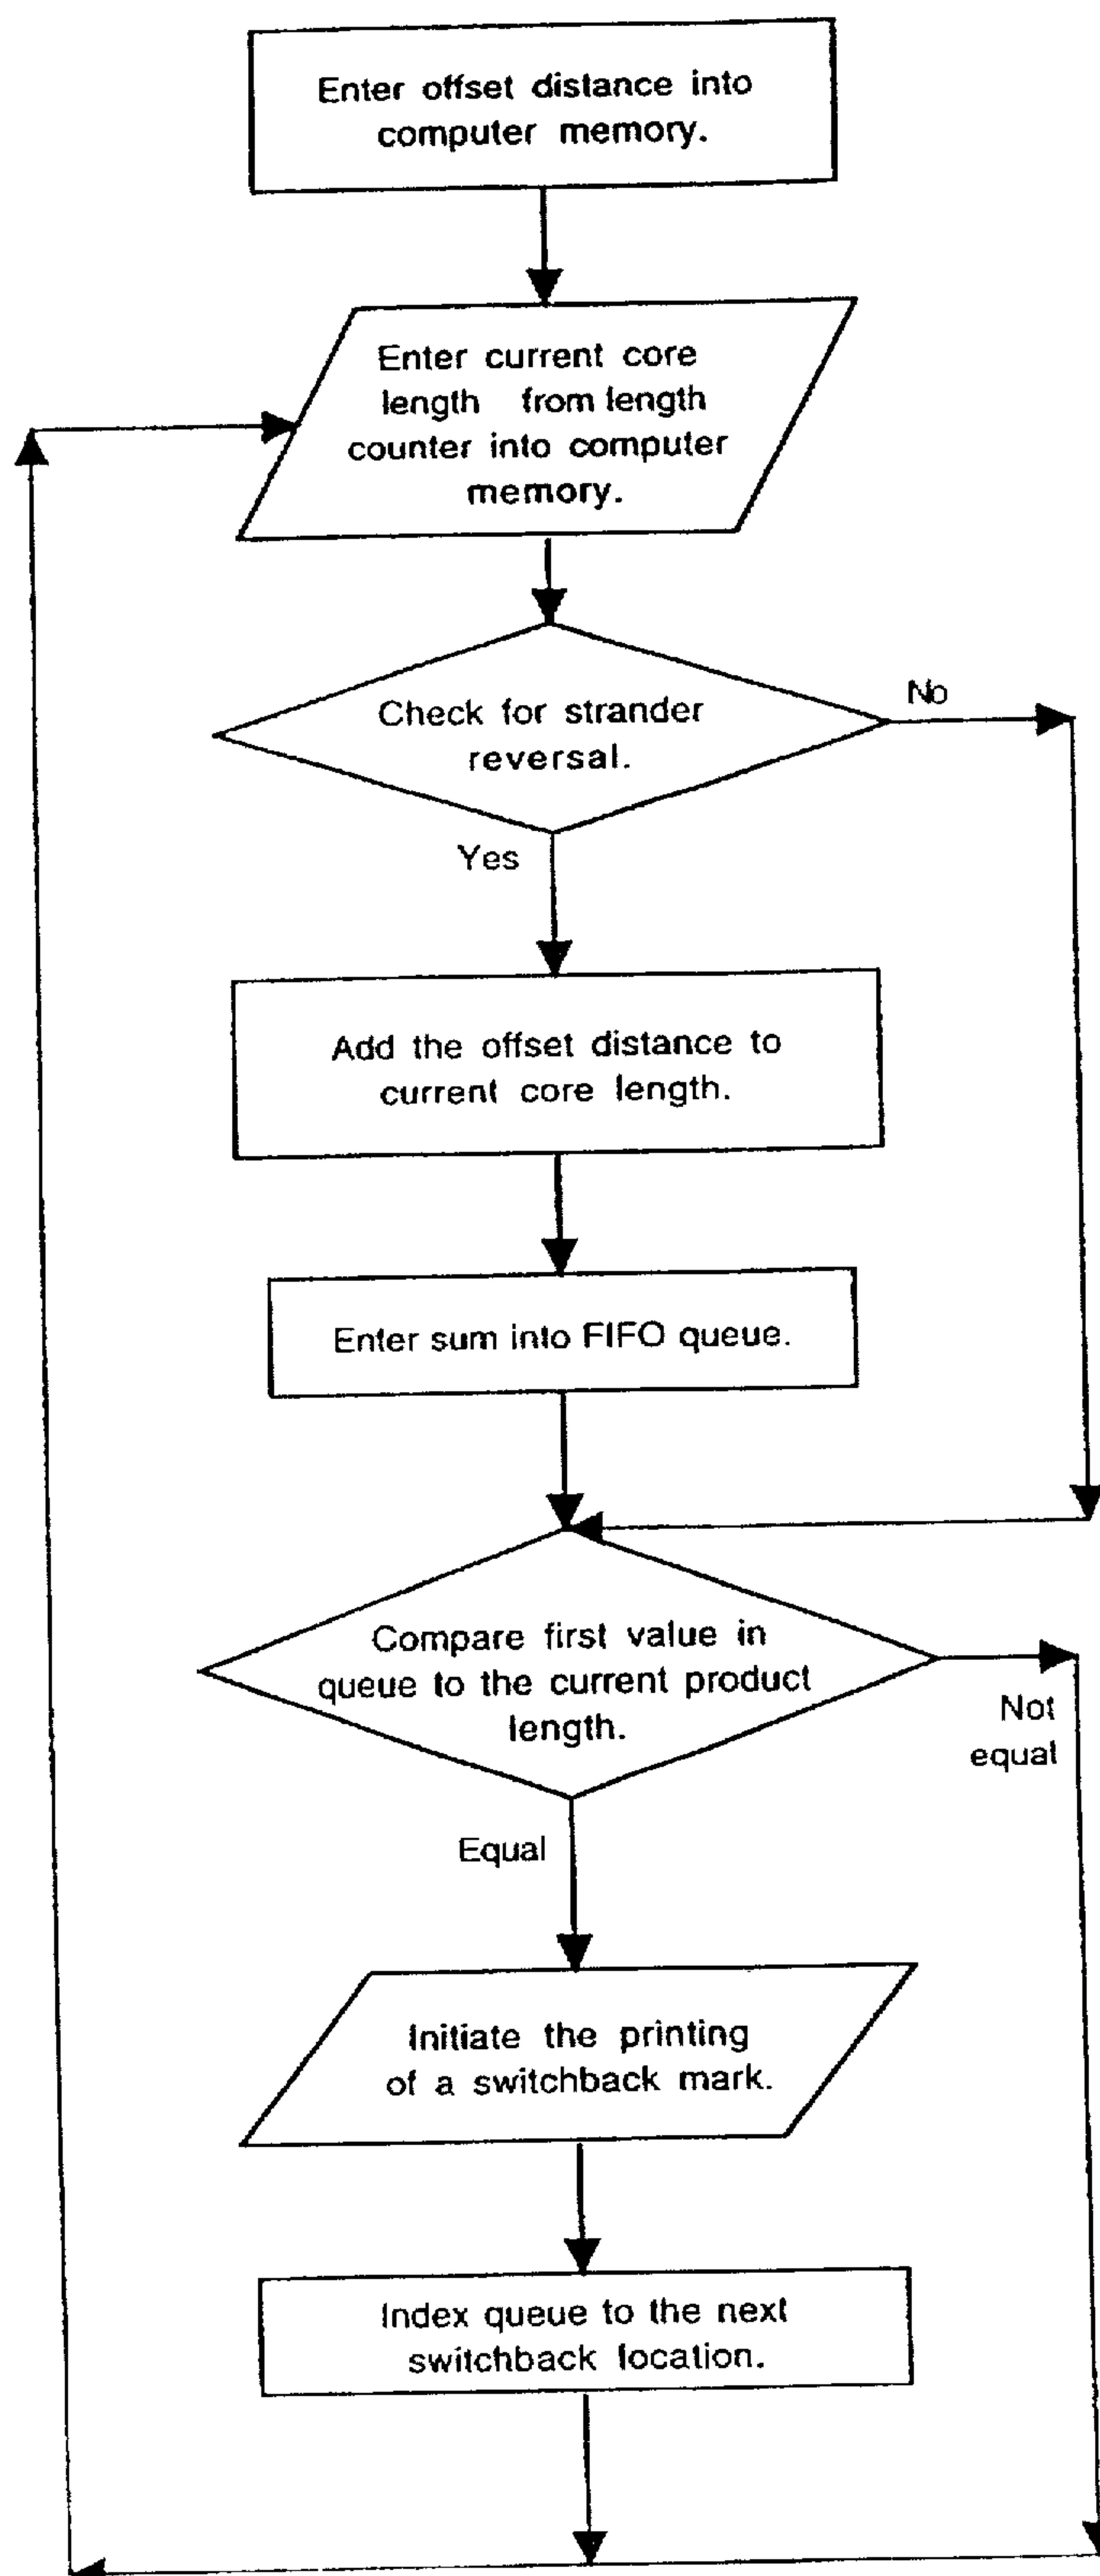 Enter offset distance into
computer memory.
Enter current core
length from length
counter into computer
memory.
Check for strander
reversal.
No
Yes
Add the offset distance to
current core length.
Enter sum into FIFO queue.
Compare first value in
queue to the current product
length.
Not
equal
Equal
Initiate the printing
of a switchback mark.
Index queue to the next
switchback location.